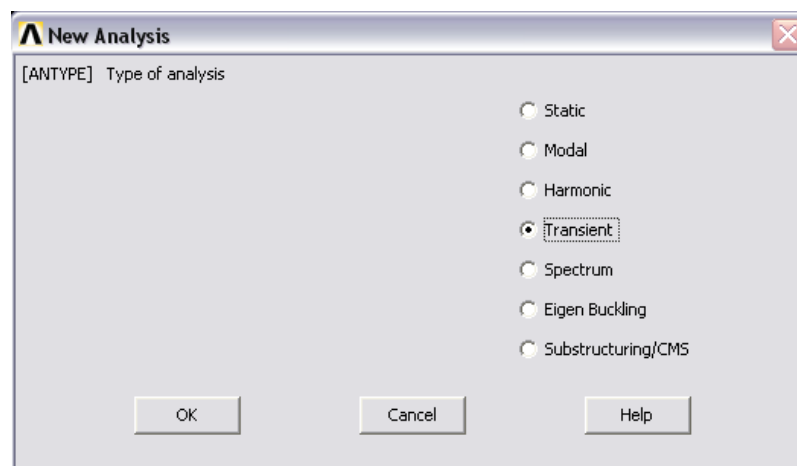 New Analysis
[ANTYPE] Type of analysis
Static
Modal
Harmonic
Transient
Spectrum
Eigen Buckling
Substructuring/CMS
OK Cancel Help